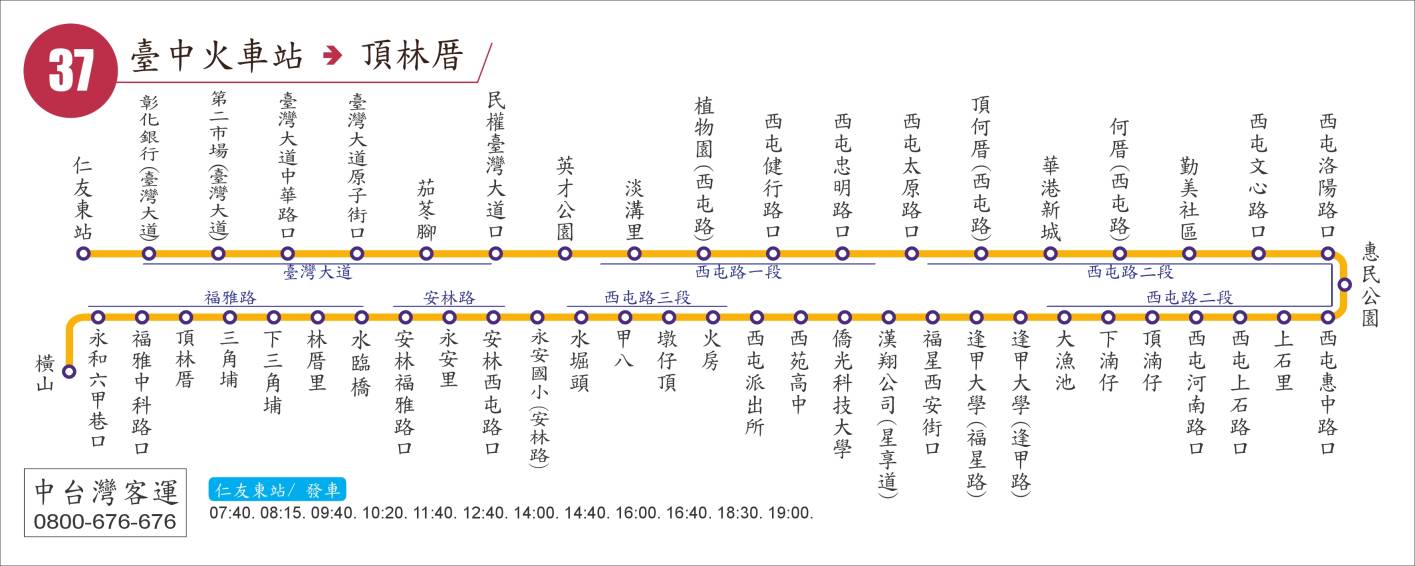 37
臺中火車站 → 頂林厝
仁友東站
彰化銀行(臺灣大道)
第二市場(臺灣大道)
臺灣大道中華路口
臺灣大道原子街口
茄苳腳
民權臺灣大道口
英才公園
淡溝里
植物園(西屯路)
西屯健行路口
西屯忠明路口
西屯太原路口
頂何厝(西屯路)
華港新城
何厝(西屯路)
勤美社區
西屯文心路口
西屯洛陽路口
惠民公園
臺灣大道
西屯路一段
西屯路二段
福雅路
安林路
西屯路三段
西屯路二段
橫山
永和六甲巷口
福雅中科路口
頂林厝
三角埔
下三角埔
林厝里
水臨橋
安林福雅路口
永安里
安林西屯路口
永安國小(安林路)
水堀頭
甲八
墩仔頂
火房
西屯派出所
西苑高中
僑光科技大學
漢翔公司(星享道)
福星西安街口
逢甲大學(福星路)
逢甲大學(逢甲路)
大漁池
下湳仔
頂湳仔
西屯河南路口
西屯上石路口
上石里
西屯惠中路口
中台灣客運
0800-676-676
仁友東站/ 發車
07:40. 08:15. 09:40. 10:20. 11:40. 12:40. 14:00. 14:40. 16:00. 16:40. 18:30. 19:00.